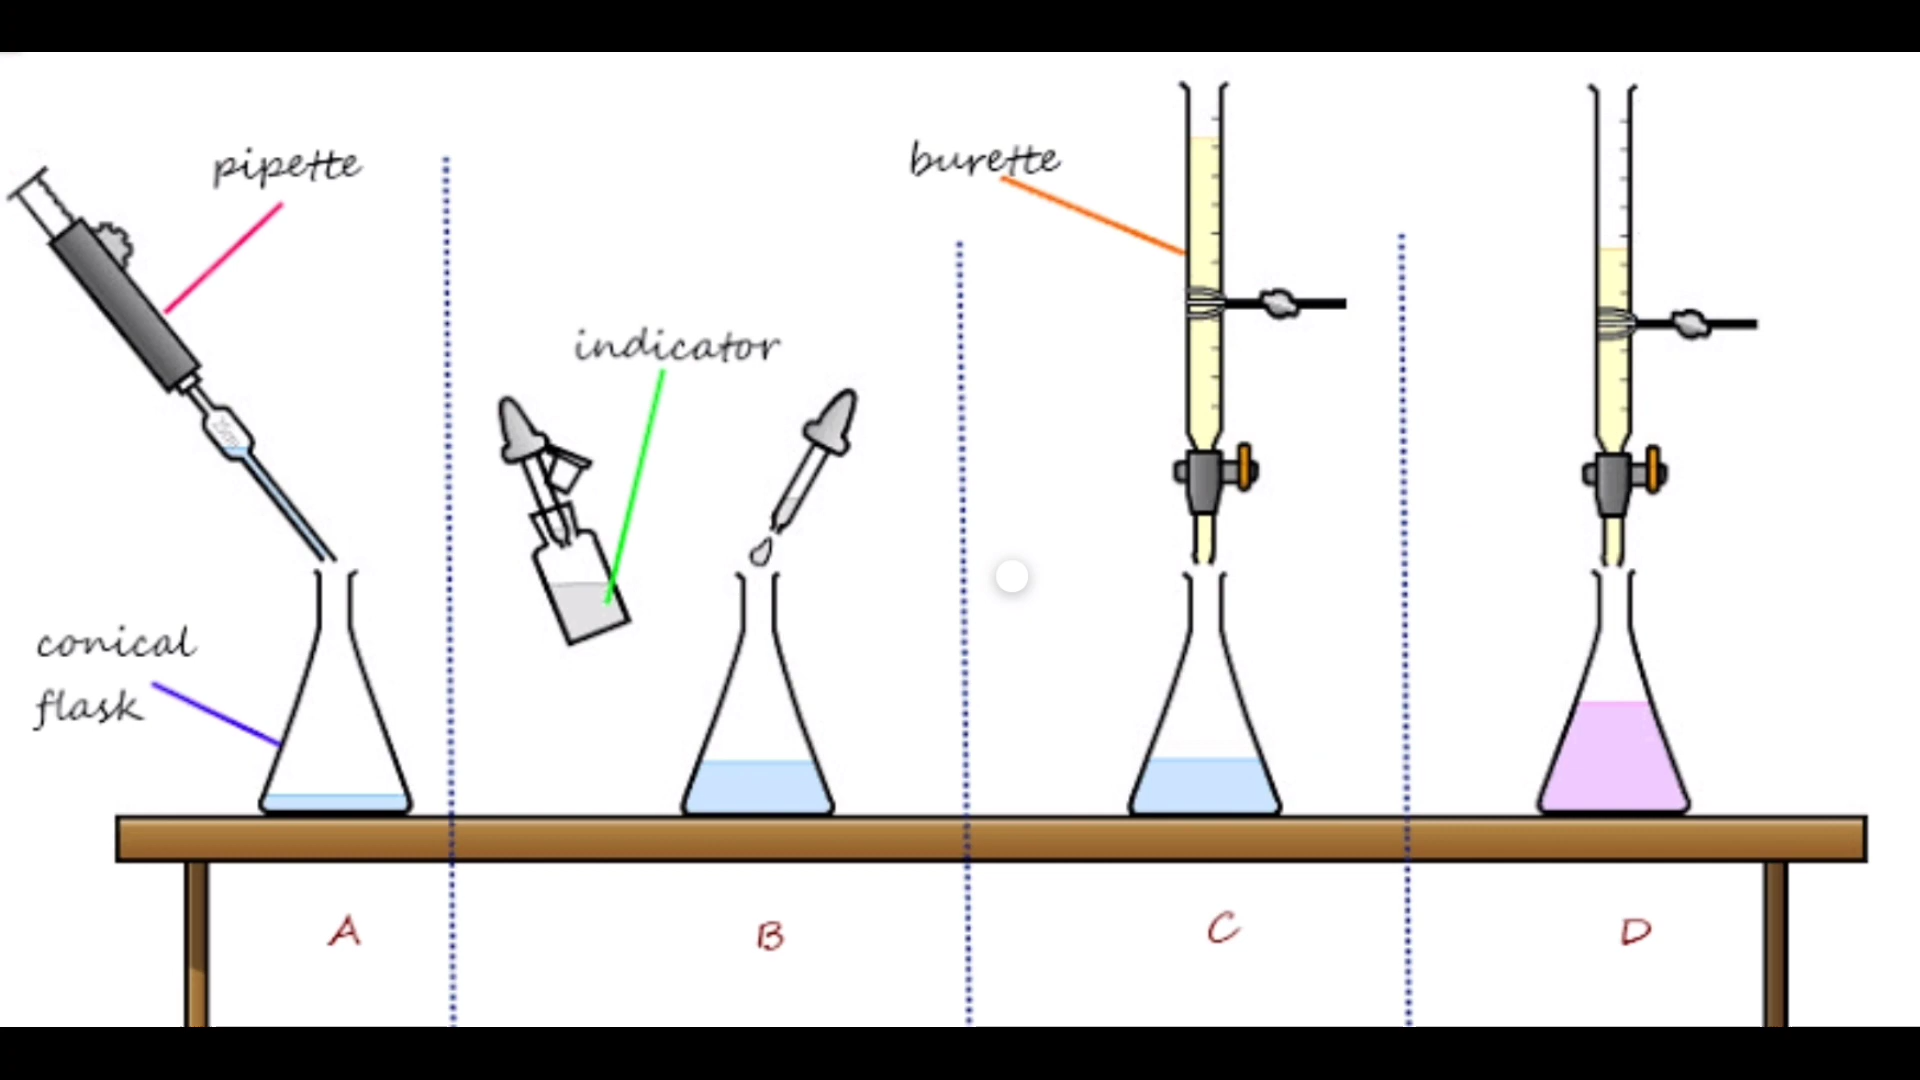 pipette
burette
indicator
conical
flask
A
B
C
D